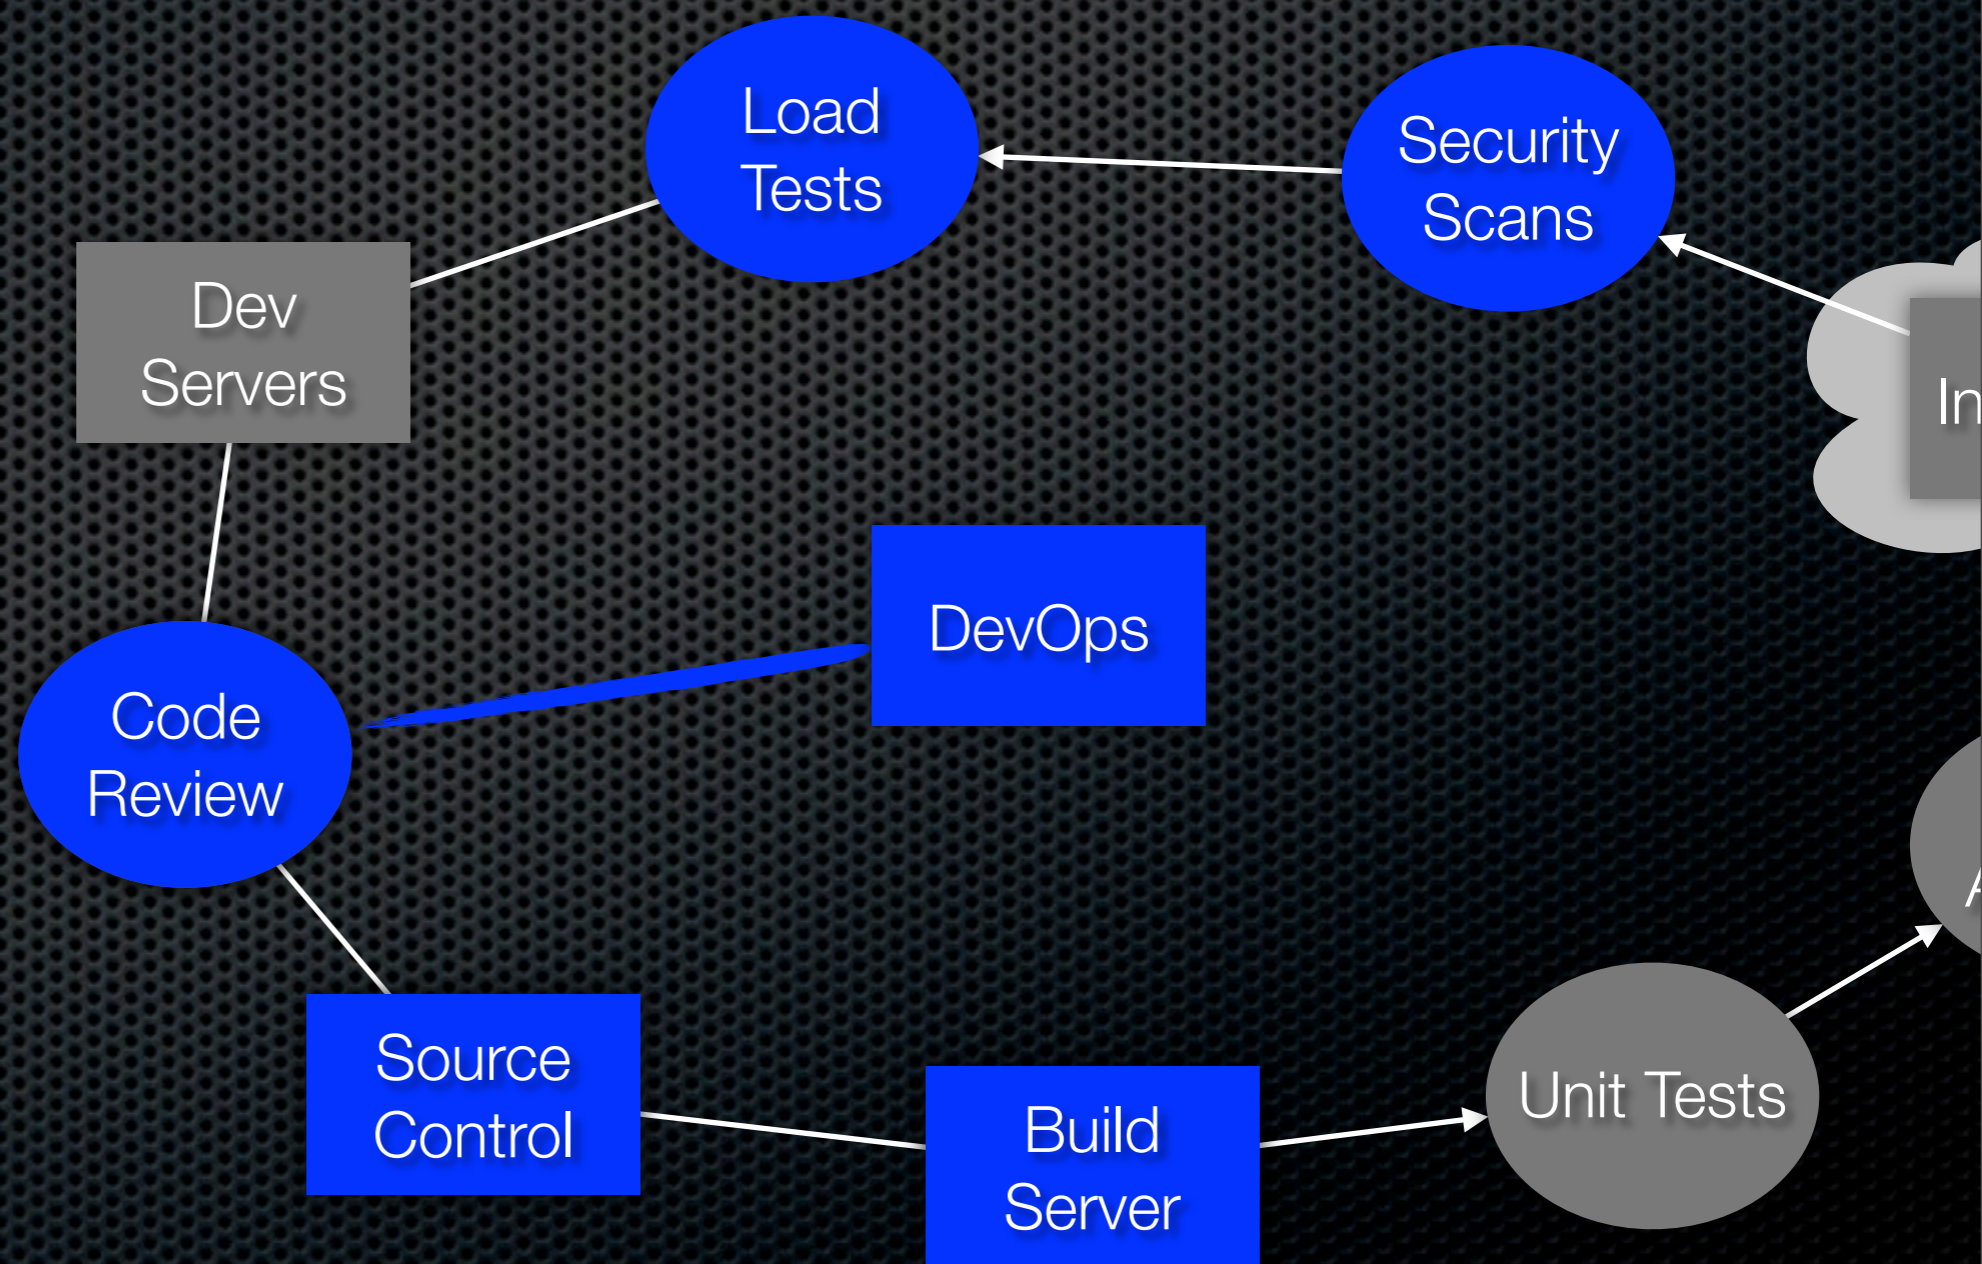 Load
Tests
Security
Scans
Dev
Servers
DevOps
Code
Review
Source
Control
Build
Server
Unit Tests